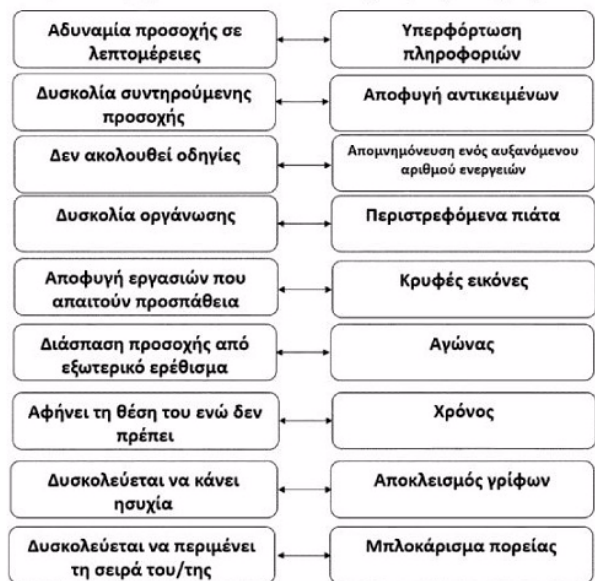 Αδυναμία προσοχής σε
λεπτομέρειες
Υπερφόρτωση
πληροφοριών
Δυσκολία συντηρούμενης
προσοχής
Αποφυγή αντικειμένων
Δεν ακολουθεί οδηγίες
Απομνημόνευση ενός αυξανόμενου
αριθμού ενεργειών
Δυσκολία οργάνωσης
Περιστρεφόμενα πιάτα
Αποφυγή εργασιών που
απαιτούν προσπάθεια
Κρυφές εικόνες
Διάσπαση προσοχής από
εξωτερικό ερέθισμα
Αγώνας
Αφήνει τη θέση του ενώ δεν
πρέπει
Χρόνος
Δυσκολεύεται να κάνει
ησυχία
Αποκλεισμός γρίφων
Δυσκολεύεται να περιμένει
τη σειρά του/της
Μπλοκάρισμα πορείας